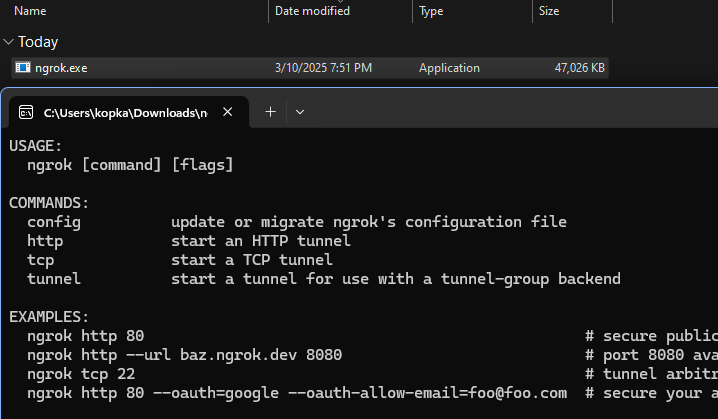 Name Date modified Type Size
Today
ngrok.exe 3/10/2025 7:51 PM Application 47,026 KB
C:\Users\kopka\Downloads\n
USAGE:
ngrok [command] [flags]
COMMANDS:
config update or migrate ngrok's configuration file
http start an HTTP tunnel
tcp start a TCP tunnel
tunnel start a tunnel for use with a tunnel-group backend
EXAMPLES:
ngrok http 80 # secure public
ngrok http --url baz.ngrok.dev 8080 # port 8080 ava
ngrok tcp 22 # tunnel arbitr
ngrok http 80 --oauth=google --oauth-allow-email=foo@foo.com # secure your a